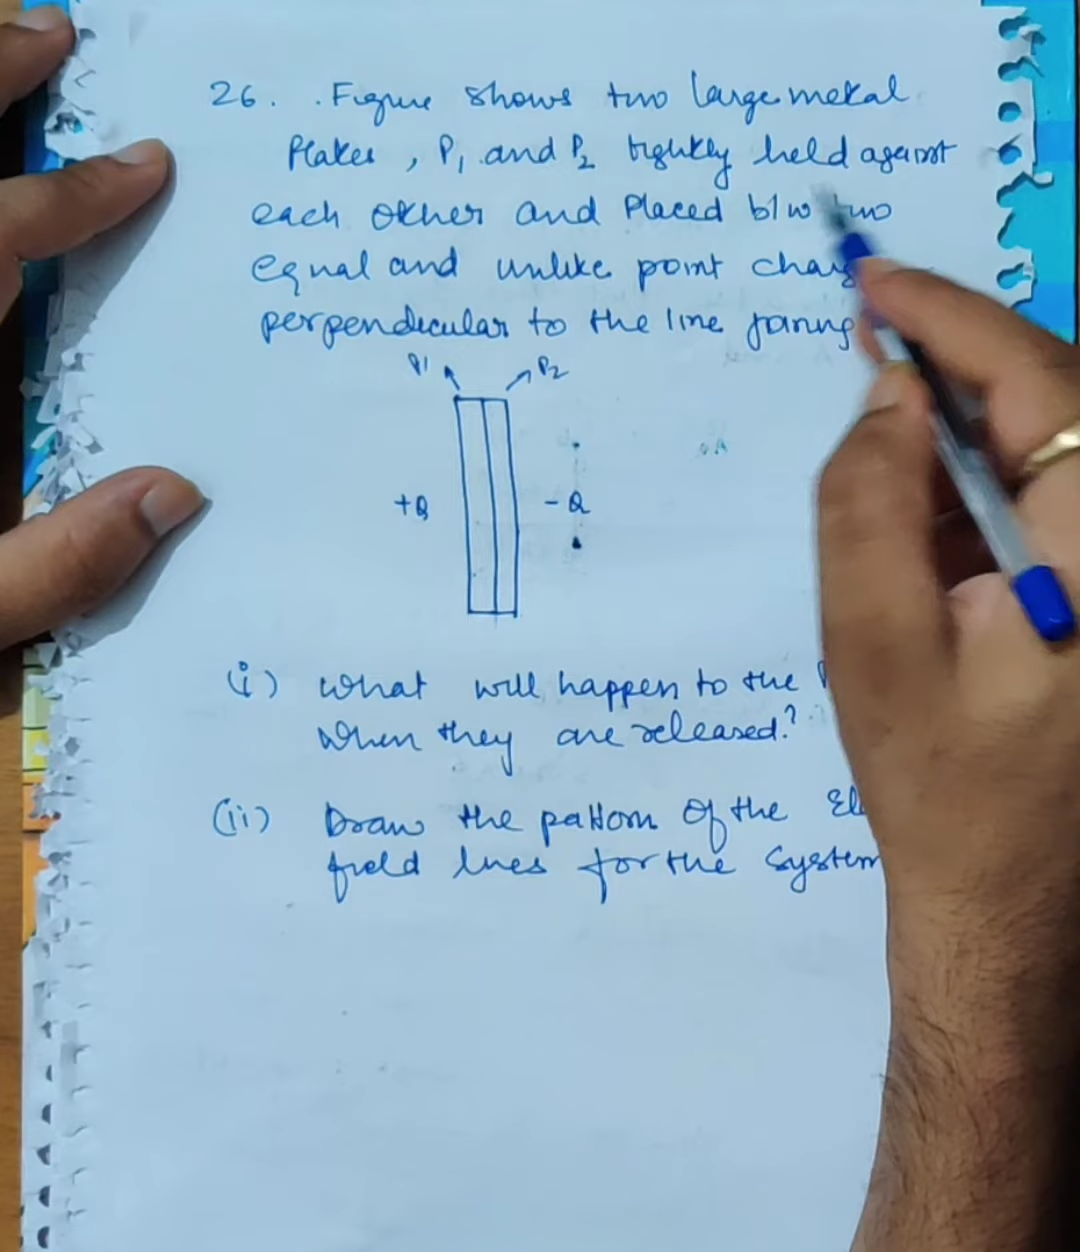 26. . Figure shows two large metal
Plates, P1 and P2 tightly held against
each other and Placed b/w two
equal and unlike point
perpendicular to the line joining
P1 P2
A
+Q - Q
(i) What will happen to the
when they are released?
(ii) Draw the pattern of the
field lines for the System